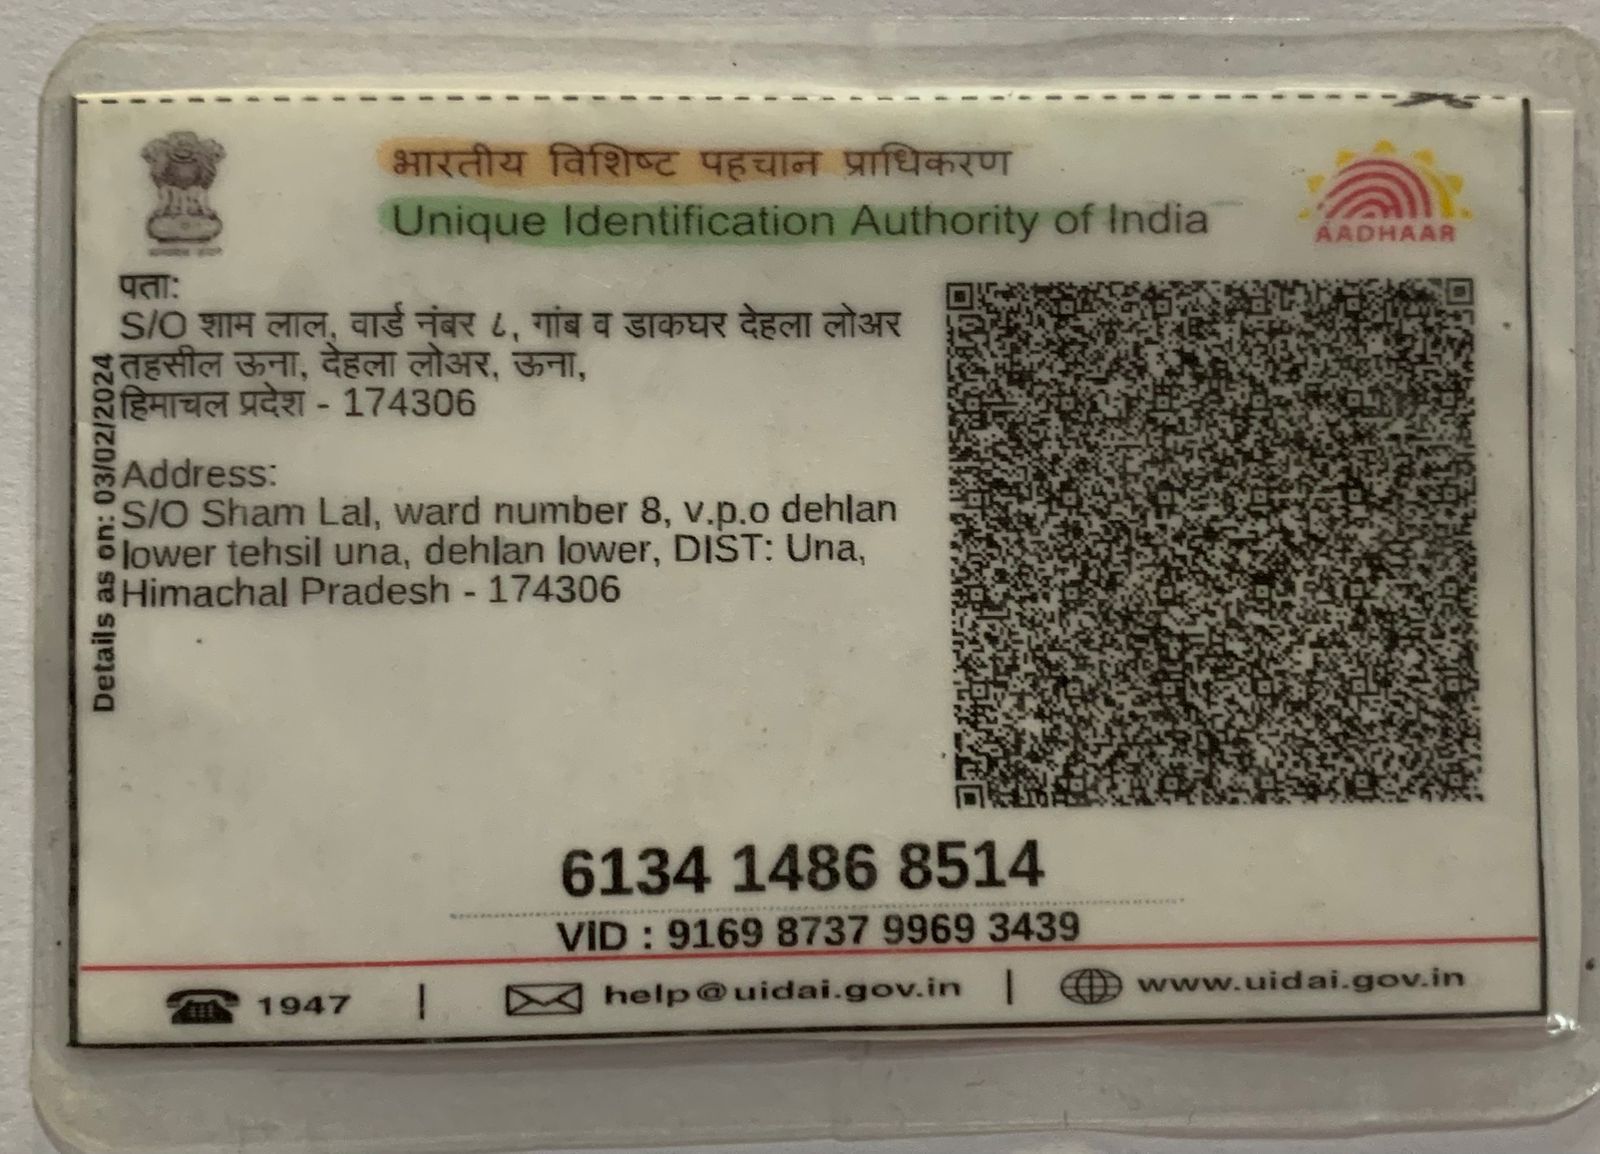 भारतीय विशिष्ट पहचान प्राधिकरण
Unique Identification Authority of India
AADHAAR
पता:
S/O शाम लाल, वार्ड नंबर ८, गांब व डाकघर देहला लोअर
तहसील ऊना, देहला लोअर, ऊना,
हिमाचल प्रदेश - 174306
Address:
S/O Sham Lal, ward number 8, v.p.o dehlan
lower tehsil una, dehlan lower, DIST: Una,
Himachal Pradesh - 174306
Details as on: 03/02/2024
6134 1486 8514
VID : 9169 8737 9969 3439
1947 | help@uidai.gov.in | www.uidai.gov.in